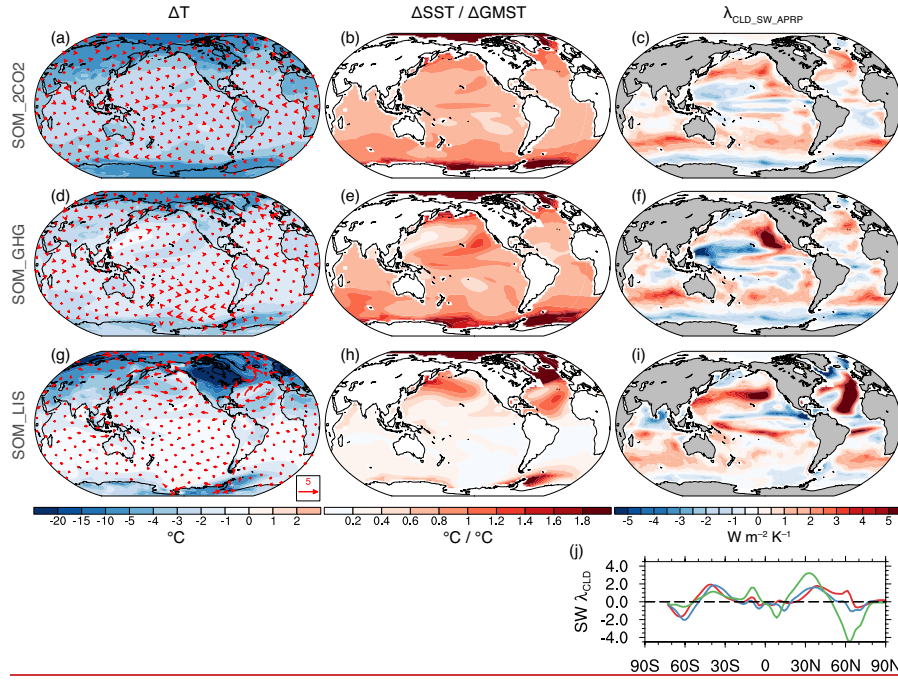 ΔT ΔSST / ΔGMST λCLD_SW_APRP
(a) (b) (c)
SOM_2CO2
(d) (e) (f)
SOM_GHG
(g) (h) (i)
SOM_LIS
5
-20 -15 -10 -5 -4 -3 -2 -1 0 1 2
0.2 0.4 0.6 0.8 1 1.2 1.4 1.6 1.8
-5 -4 -3 -2 -1 0 1 2 3 4 5
°C °C / °C W m⁻² K⁻¹
(j)
SW λCLD
4.0
2.0
0.0
-2.0
-4.0
90S 60S 30S 0 30N 60N 90N